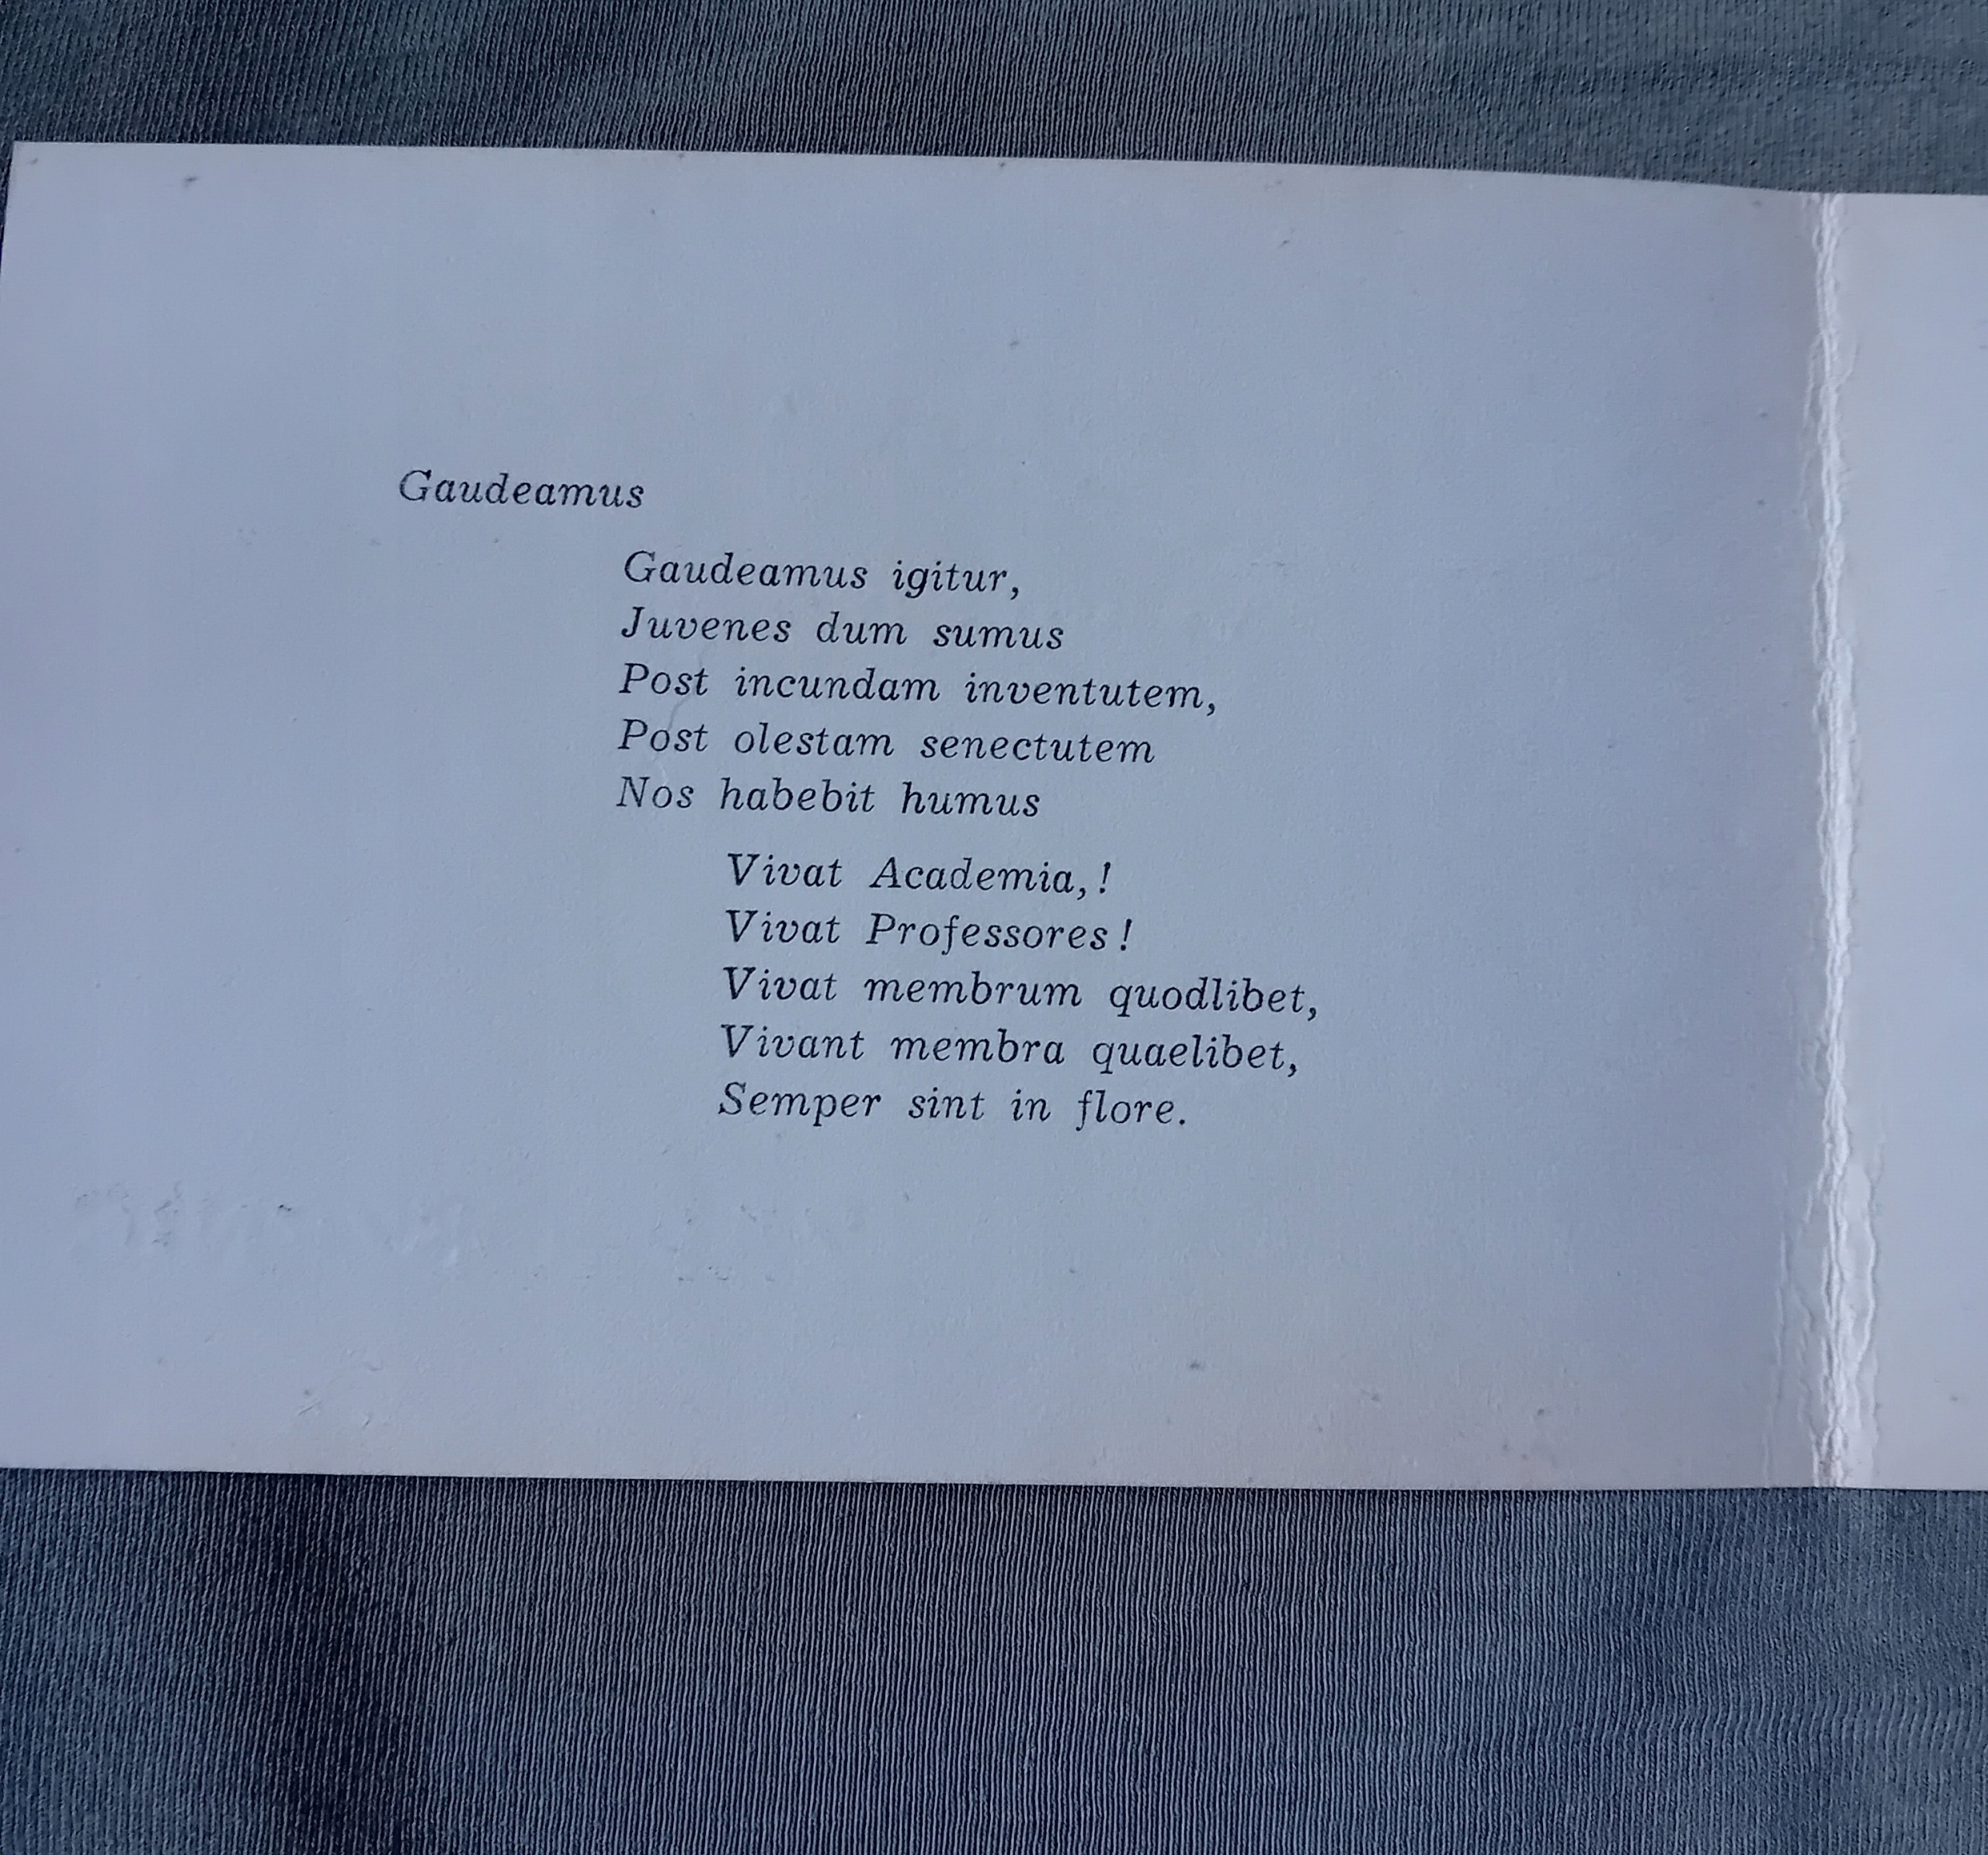 Gaudeamus
Gaudeamus igitur,
Juvenes dum sumus
Post incundam inventutem,
Post olestam senectutem
Nos habebit humus
Vivat Academia,!
Vivat Professores!
Vivat membrum quodlibet,
Vivant membra quaelibet,
Semper sint in flore.